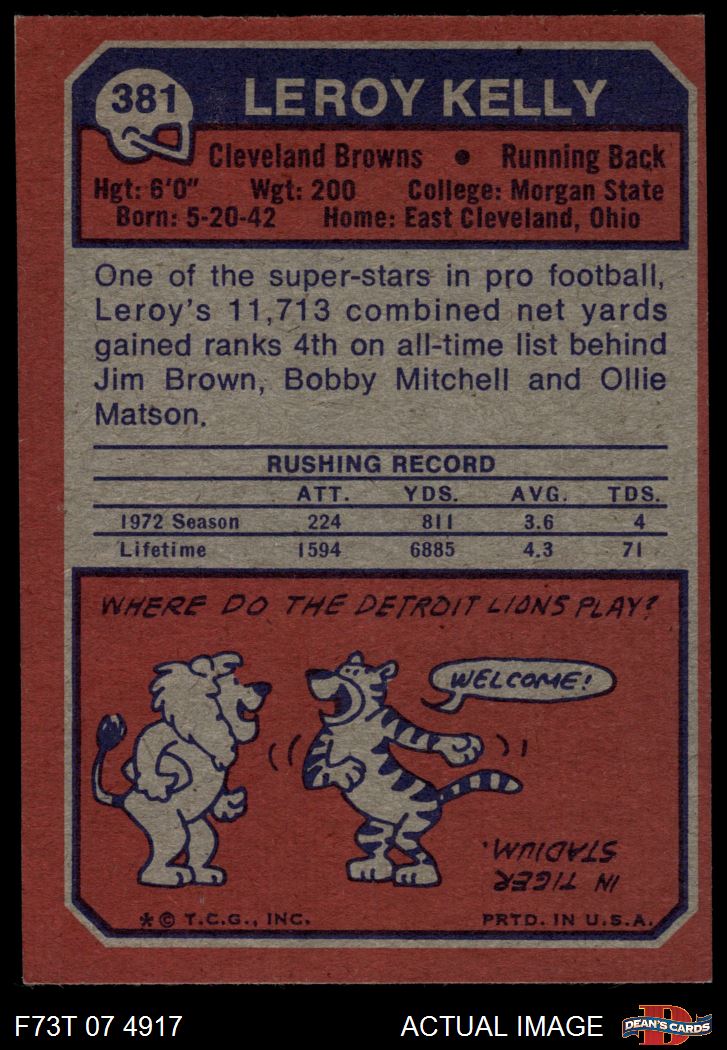 381
LEROY KELLY
Cleveland Browns • Running Back
Hgt: 6'0" Wgt: 200 College: Morgan State
Born: 5-20-42 Home: East Cleveland, Ohio
One of the super-stars in pro football,
Leroy's 11,713 combined net yards
gained ranks 4th on all-time list behind
Jim Brown, Bobby Mitchell and Ollie
Matson.
RUSHING RECORD
ATT. YDS. AVG. TDS.
1972 Season 224 811 3.6 4
Lifetime 1594 6885 4.3 71
WHERE DO THE DETROIT LIONS PLAY?
WELCOME!
IN TIGER
STADIUM.
* © T.C.G., INC. PRTD. IN U.S.A.
F73T 07 4917 ACTUAL IMAGE
D
DEAN'S CARDS